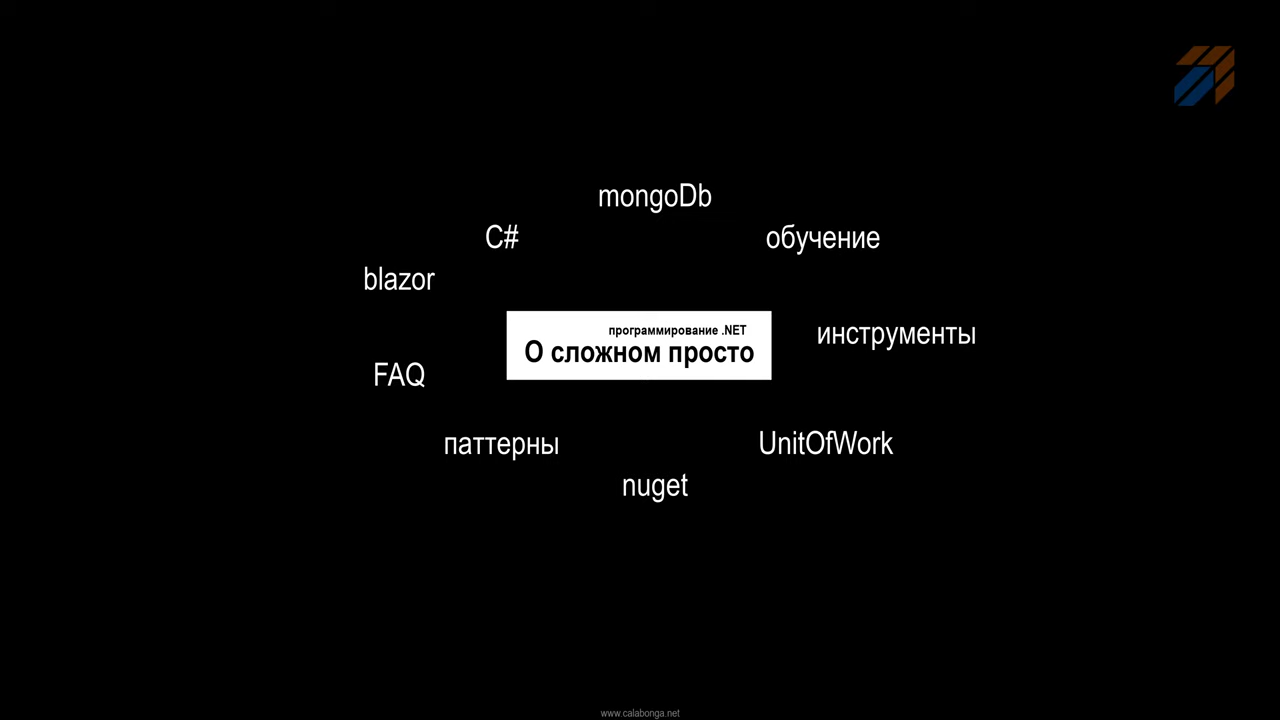 mongoDb
C#
обучение
blazor
программирование .NET
О сложном просто
инструменты
FAQ
паттерны
UnitOfWork
nuget
www.calabonga.net